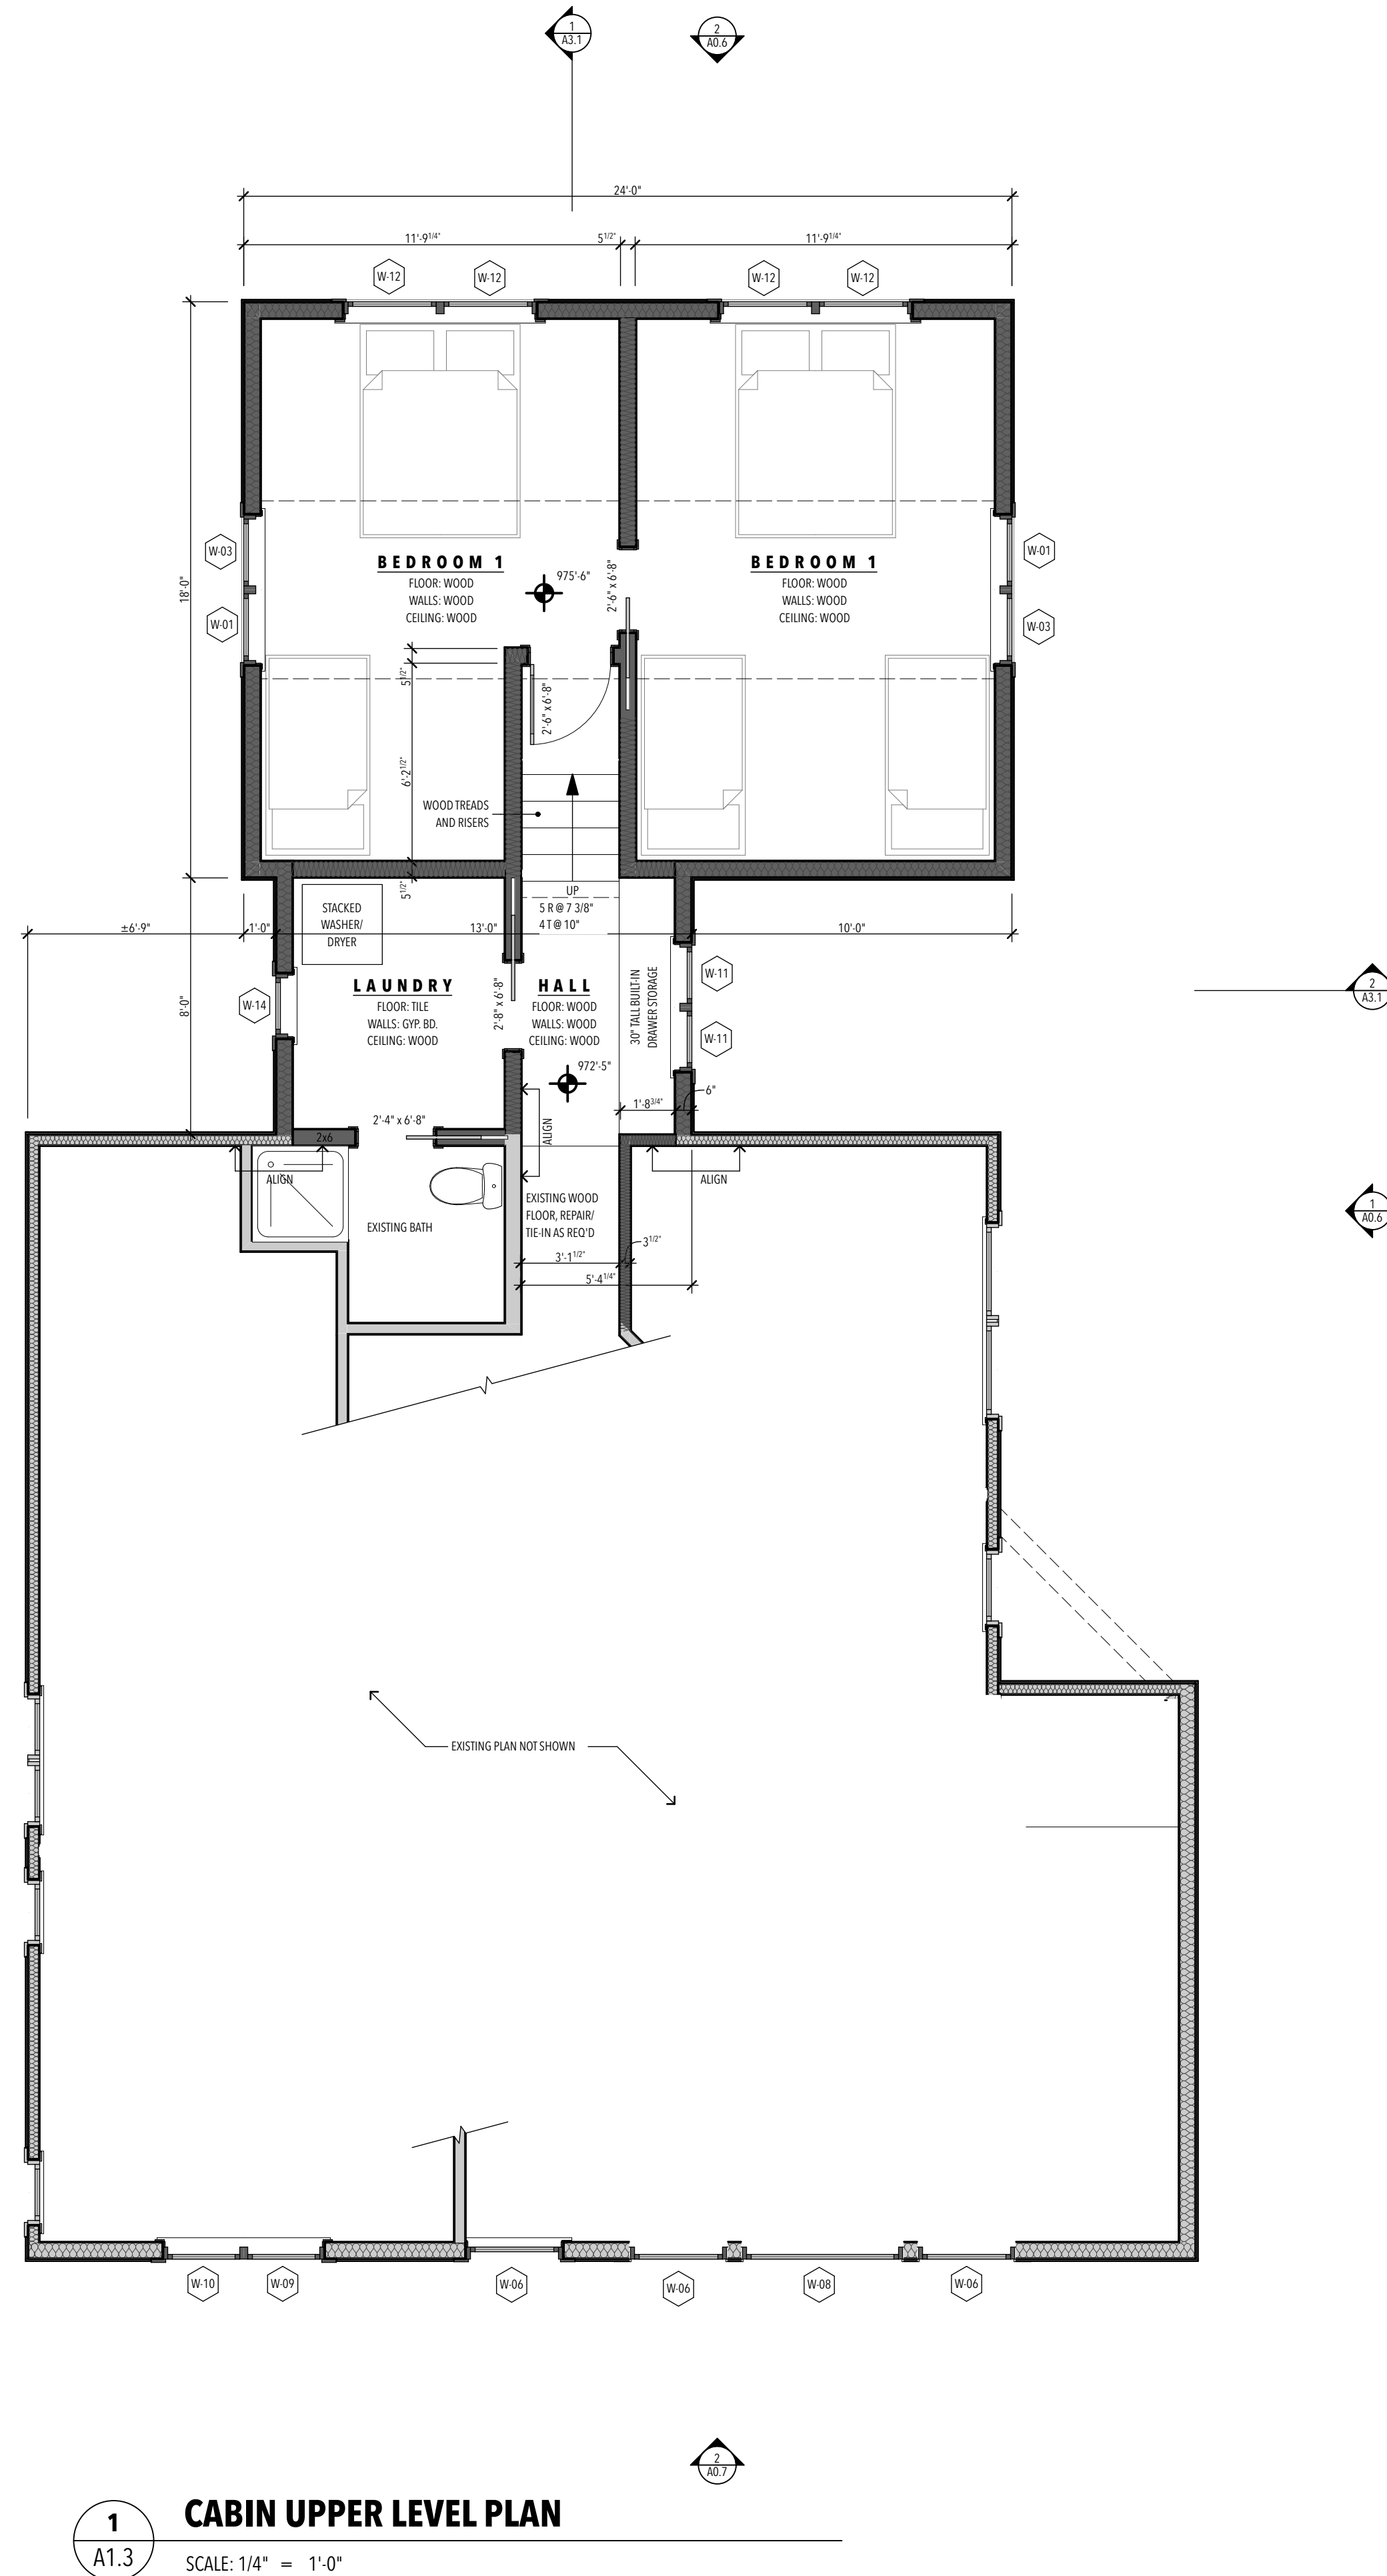 1
A3.1
2
A0.6
24'-0"
11'-9 1/4"
5 1/2"
11'-9 1/4"
W-12
W-12
W-12
W-12
W-03
W-01
18'-0"
BEDROOM 1
FLOOR: WOOD
WALLS: WOOD
CEILING: WOOD
975'-6"
2'-6" x 6'-8"
BEDROOM 1
FLOOR: WOOD
WALLS: WOOD
CEILING: WOOD
W-01
W-03
5 1/2"
2'-6" x 6'-8"
6'-2 1/2"
WOOD TREADS
AND RISERS
5 1/2"
UP
5 R @ 7 3/8"
4 T @ 10"
STACKED
WASHER/
DRYER
±6'-9"
1'-0"
13'-0"
10'-0"
8'-0"
W-14
LAUNDRY
FLOOR: TILE
WALLS: GYP. BD.
CEILING: WOOD
2'-8" x 6'-8"
HALL
FLOOR: WOOD
WALLS: WOOD
CEILING: WOOD
972'-5"
30" TALL BUILT-IN
DRAWER STORAGE
W-11
W-11
2
A3.1
6"
1'-8 3/4"
2'-4" x 6'-8"
2x6
ALIGN
ALIGN
ALIGN
EXISTING BATH
EXISTING WOOD
FLOOR, REPAIR/
TIE-IN AS REQ'D
3 1/2"
3'-1 1/2"
5'-4 1/4"
1
A0.6
EXISTING PLAN NOT SHOWN
W-10
W-09
W-06
W-06
W-08
W-06
2
A0.7
1
A1.3
CABIN UPPER LEVEL PLAN
SCALE: 1/4" = 1'-0"